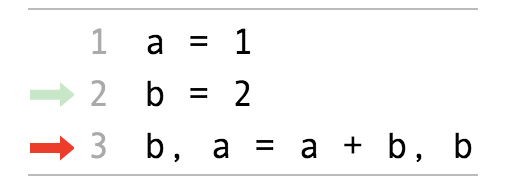 1 a = 1
2 b = 2
3 b, a = a + b, b